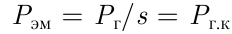 Pэм = Pг/s = Pг.к